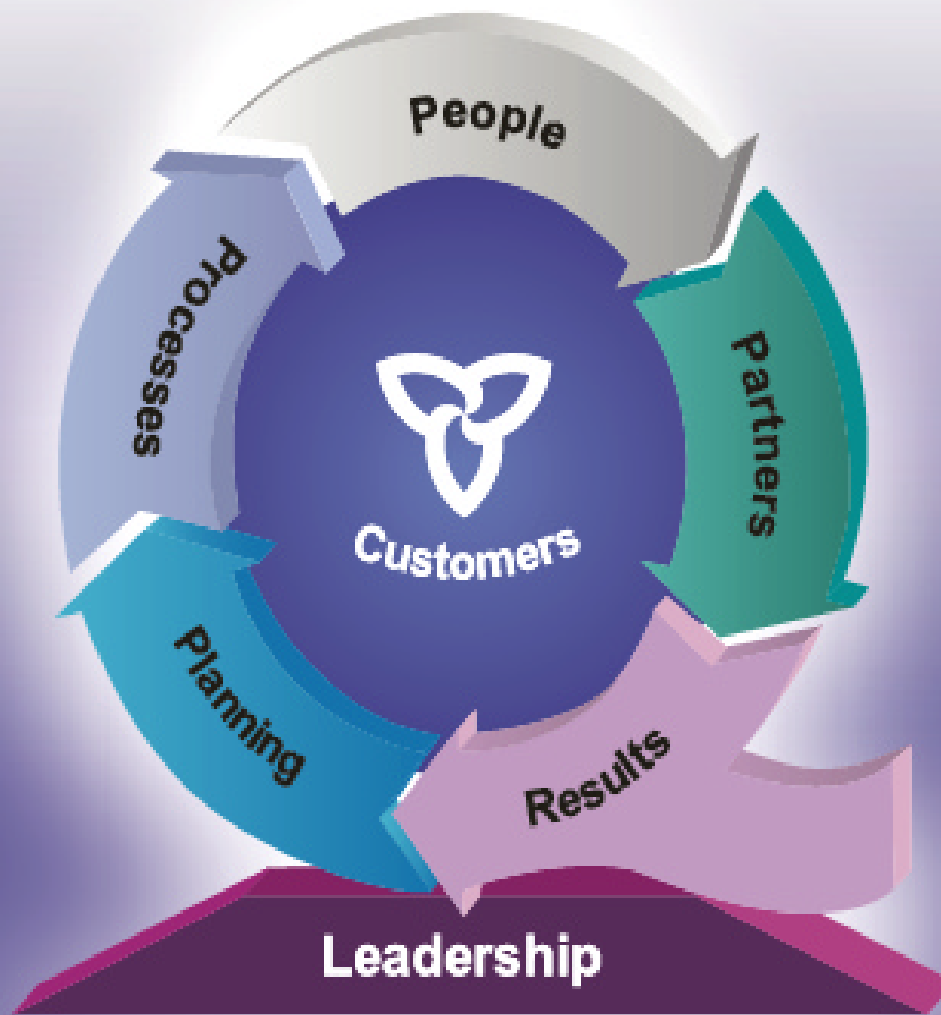 People
Partners
Processes
Customers
Planning
Results
Leadership